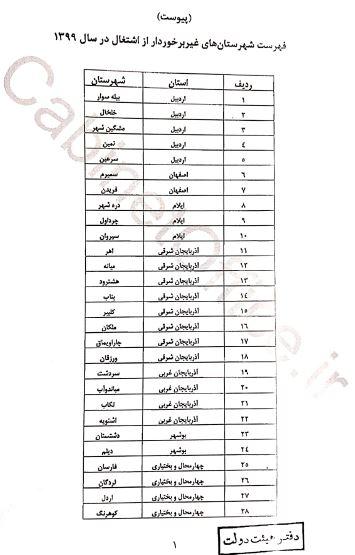 (پیوست)
فهرست شهرستان‌های غیربرخوردار از اشتغال در سال ۱۳۹۹
ردیف استان شهرستان
۱ اردبیل بیله سوار
۲ اردبیل خلخال
۳ اردبیل مشگین شهر
۴ اردبیل نمین
۵ اردبیل سرعین
۶ اصفهان سمیرم
۷ اصفهان فریدن
۸ ایلام دره شهر
۹ ایلام چرداول
۱۰ ایلام سیروان
۱۱ آذربایجان شرقی اهر
۱۲ آذربایجان شرقی میانه
۱۳ آذربایجان شرقی هشترود
۱۴ آذربایجان شرقی بناب
۱۵ آذربایجان شرقی کلیبر
۱۶ آذربایجان شرقی ملکان
۱۷ آذربایجان شرقی چاراویماق
۱۸ آذربایجان شرقی ورزقان
۱۹ آذربایجان غربی سردشت
۲۰ آذربایجان غربی میاندوآب
۲۱ آذربایجان غربی تکاب
۲۲ آذربایجان غربی اشنویه
۲۳ بوشهر دشتستان
۲۴ بوشهر دیلم
۲۵ چهارمحال و بختیاری فارسان
۲۶ چهارمحال و بختیاری لردگان
۲۷ چهارمحال و بختیاری اردل
۲۸ چهارمحال و بختیاری کوهرنگ
۱
دفتر هیئت دولت
CabinetOffice.ir